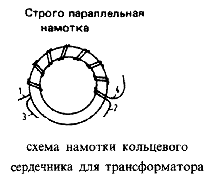 Строго параллельная
намотка
1
4
3
2
схема намотки кольцевого
сердечника для трансформатора